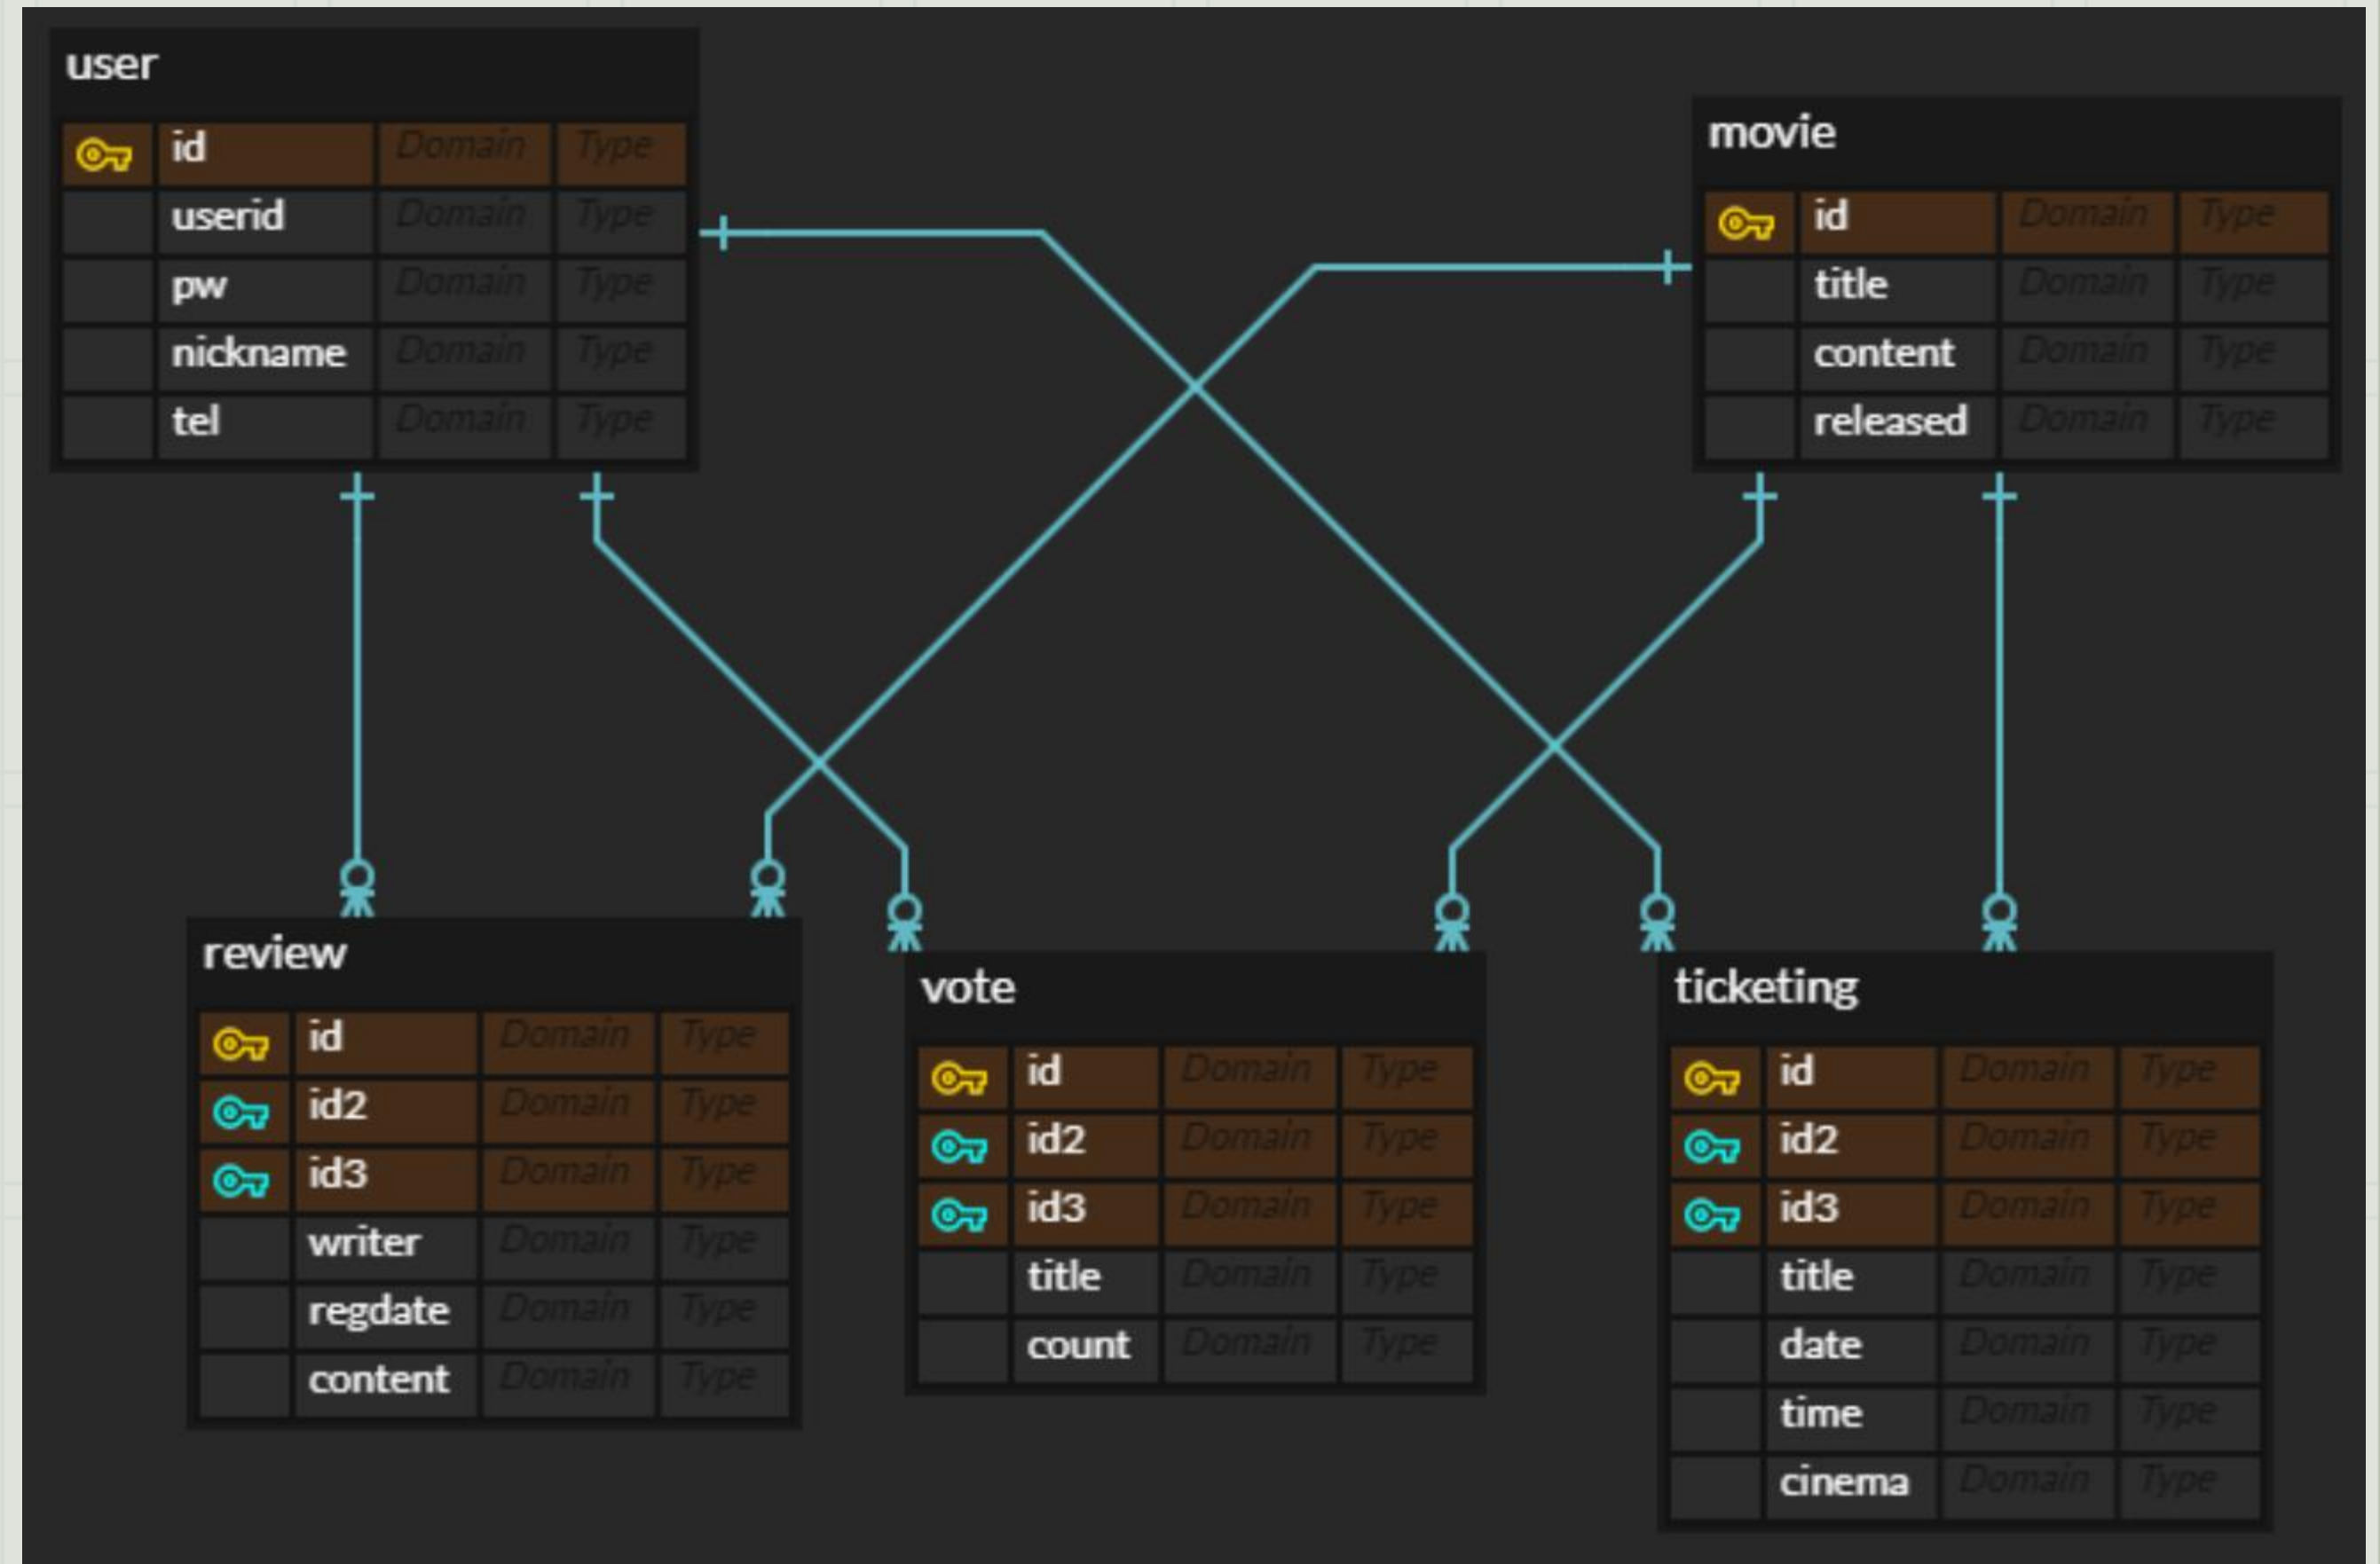 user
id Domain Type
userid Domain Type
pw Domain Type
nickname Domain Type
tel Domain Type
movie
id Domain Type
title Domain Type
content Domain Type
released Domain Type
review
id Domain Type
id2 Domain Type
id3 Domain Type
writer Domain Type
regdate Domain Type
content Domain Type
vote
id Domain Type
id2 Domain Type
id3 Domain Type
title Domain Type
count Domain Type
ticketing
id Domain Type
id2 Domain Type
id3 Domain Type
title Domain Type
date Domain Type
time Domain Type
cinema Domain Type